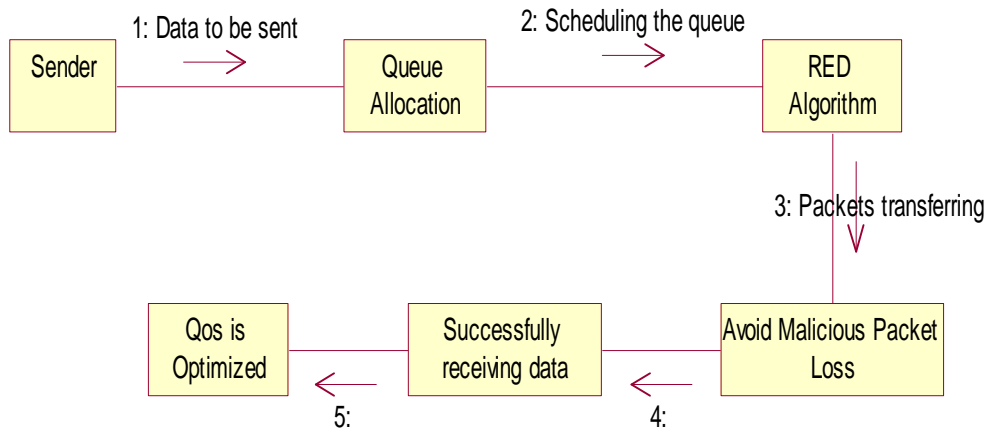 1: Data to be sent
2: Scheduling the queue
Sender
Queue
Allocation
RED
Algorithm
3: Packets transferring
Qos is
Optimized
Successfully
receiving data
Avoid Malicious Packet
Loss
5:
4: